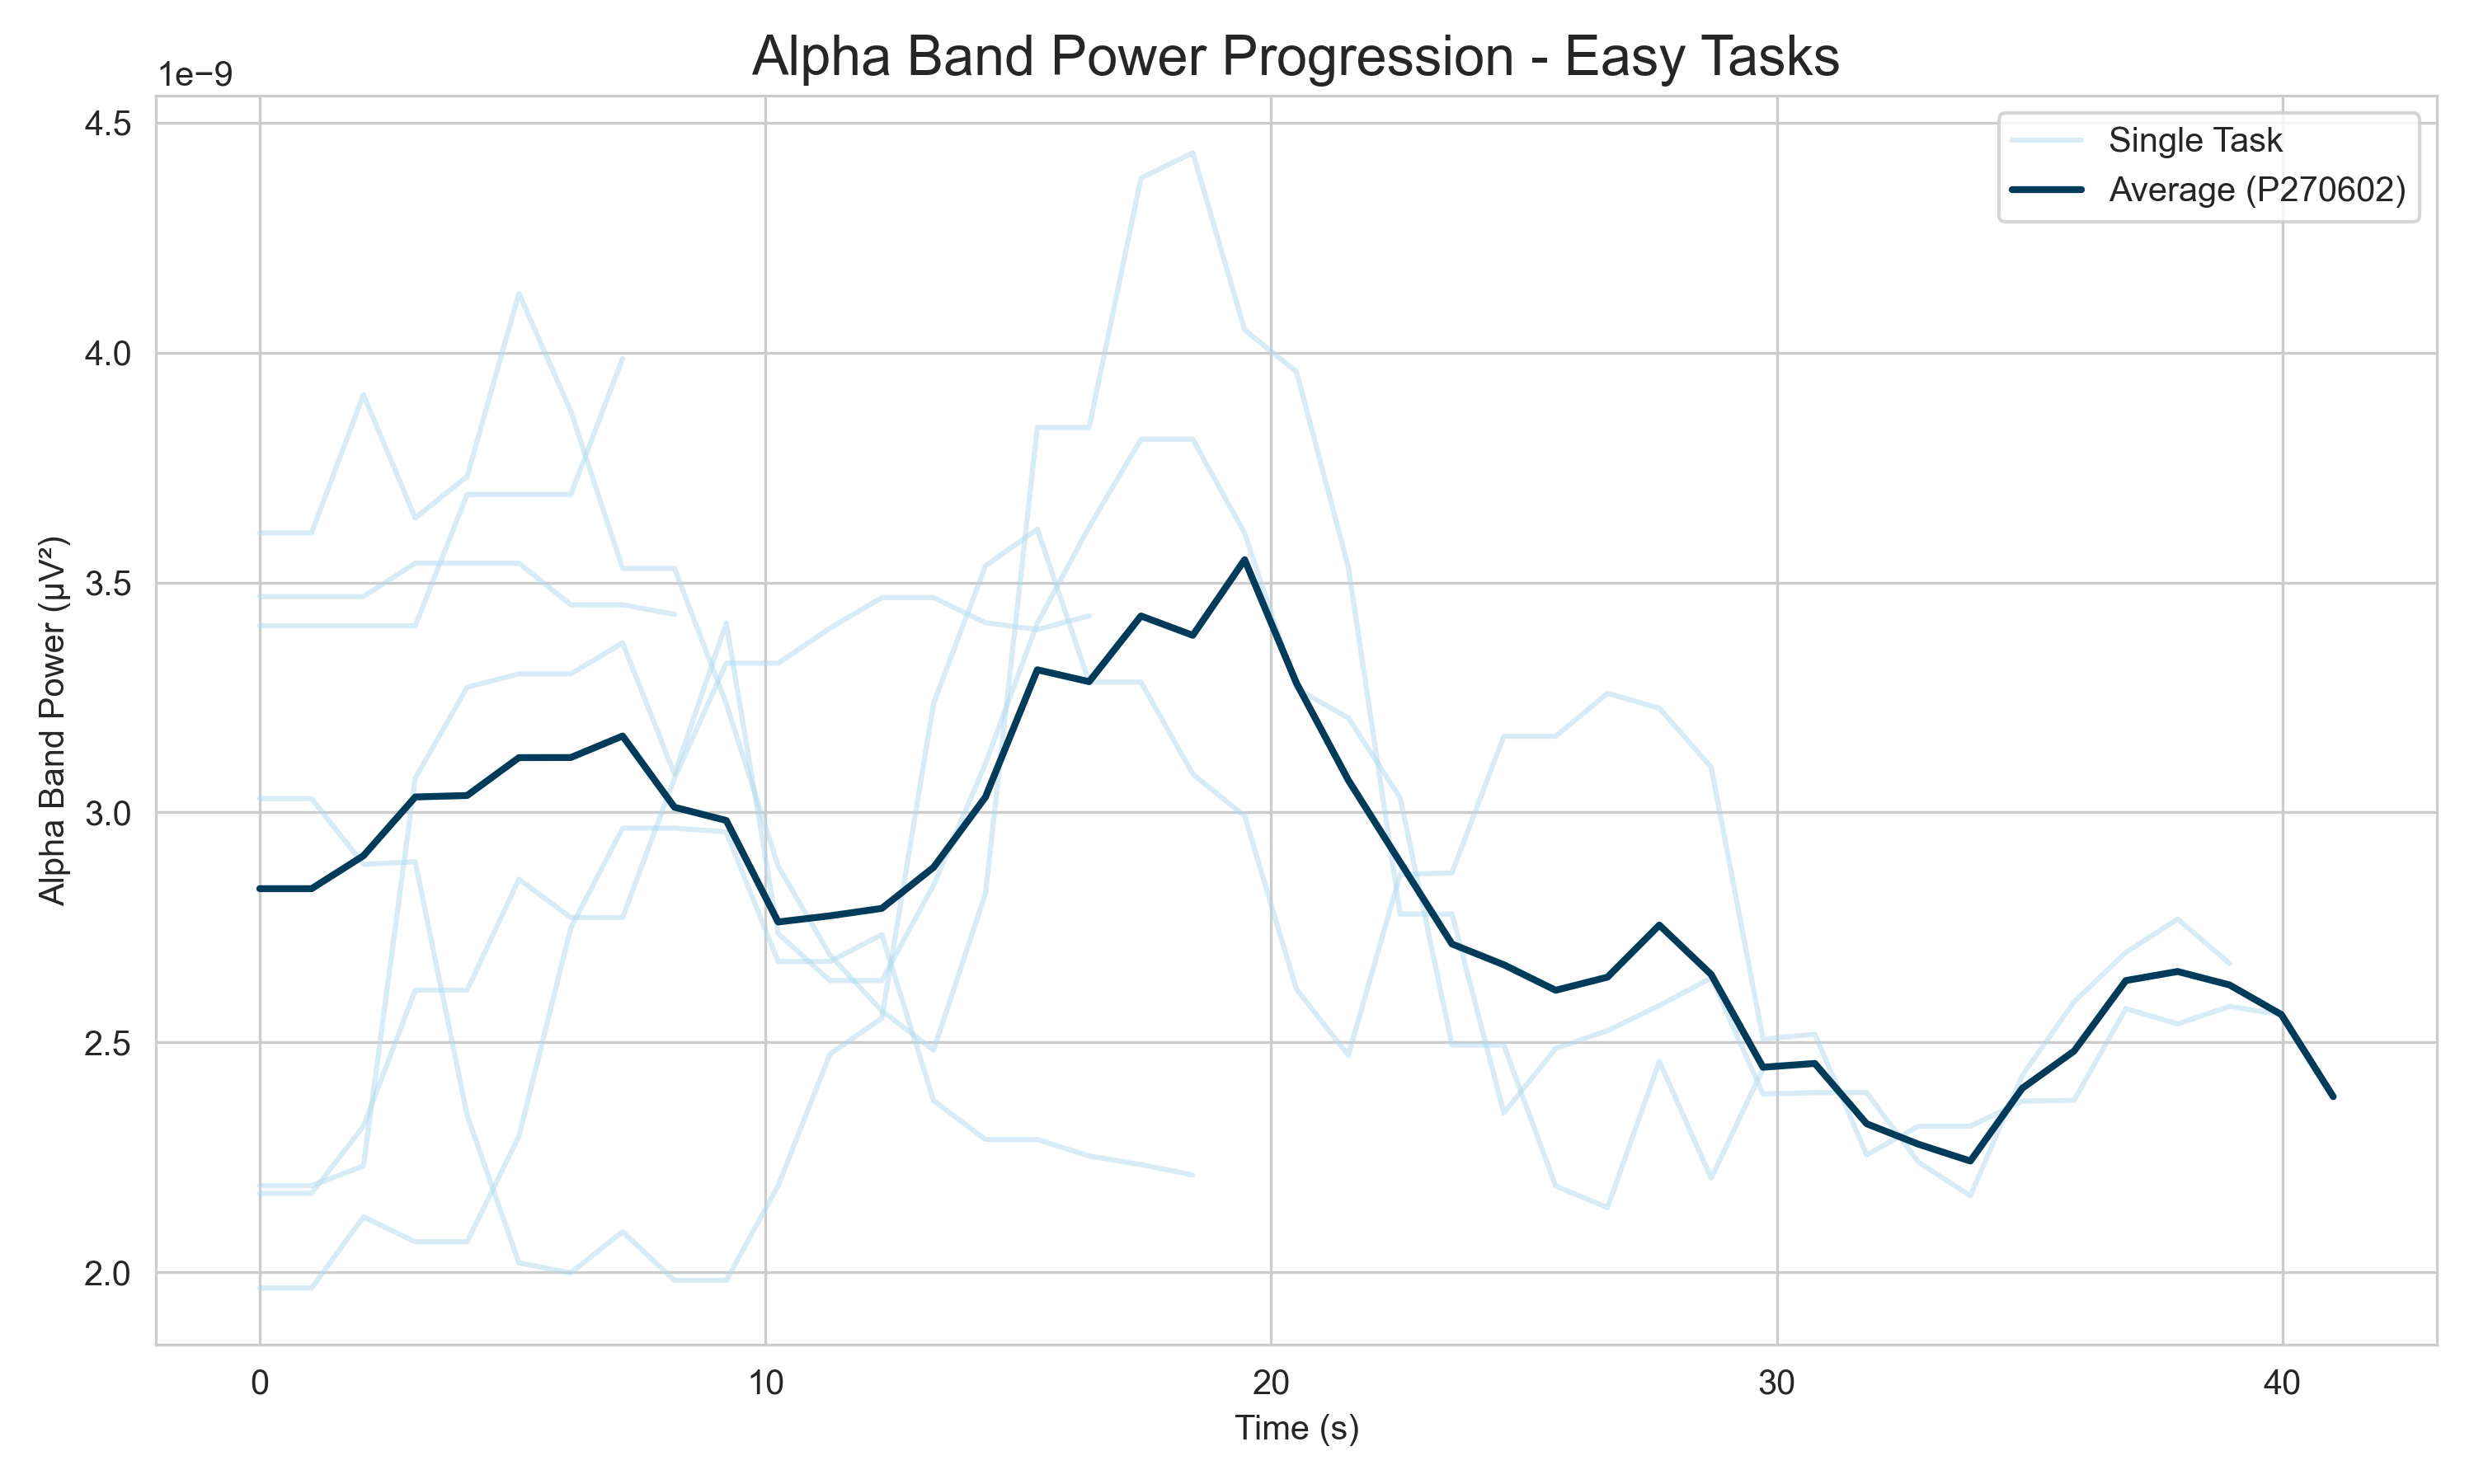 Alpha Band Power Progression - Easy Tasks
1e−9
4.5
4.0
3.5
3.0
2.5
2.0
Alpha Band Power (µV²)
Single Task
Average (P270602)
0 10 20 30 40
Time (s)